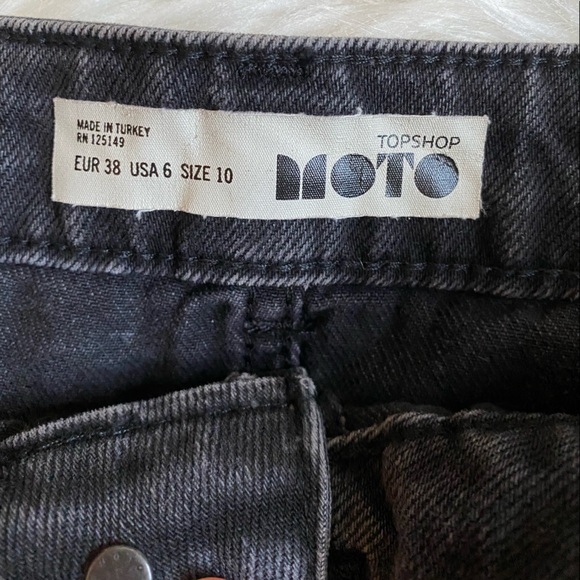 MADE IN TURKEY
RN 125149
EUR 38 USA 6 SIZE 10
TOPSHOP
MOTO